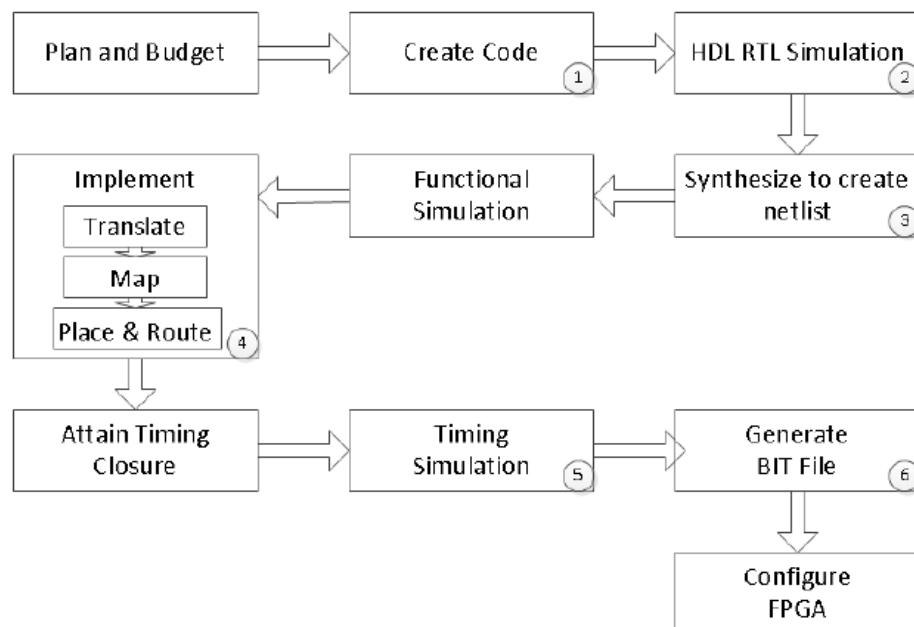 Plan and Budget
Create Code
1
HDL RTL Simulation
2
Synthesize to create
netlist
3
Functional
Simulation
Implement
Translate
Map
Place & Route
4
Attain Timing
Closure
Timing
Simulation
5
Generate
BIT File
6
Configure
FPGA